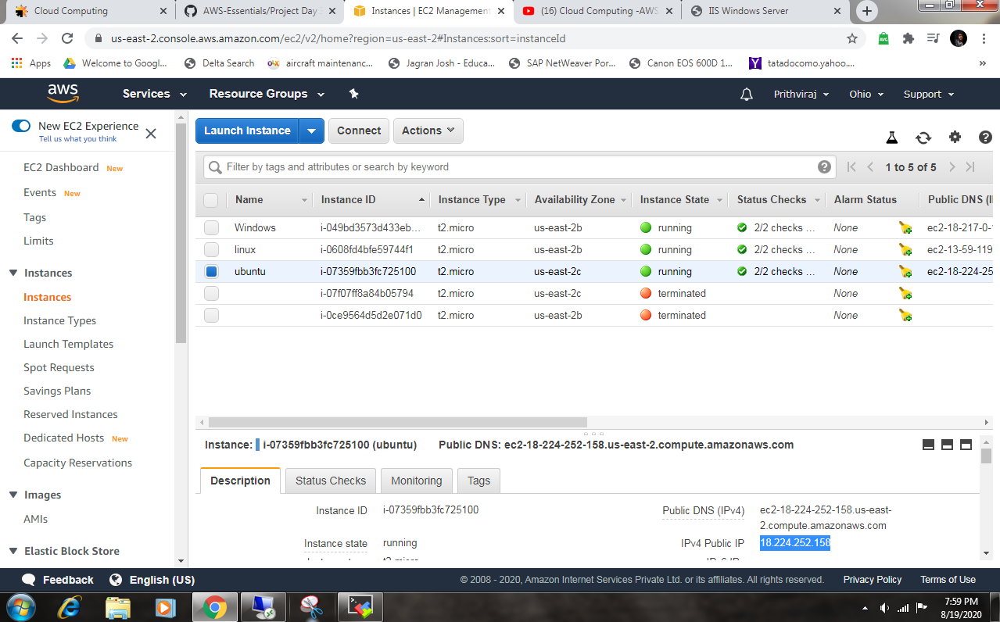 Cloud Computing
AWS-Essentials/Project Day
Instances | EC2 Management
(16) Cloud Computing -AWS
IIS Windows Server
us-east-2.console.aws.amazon.com/ec2/v2/home?region=us-east-2#Instances:sort=instanceId
AVG
Apps
Welcome to Googl...
Delta Search
olx
aircraft maintenanc...
Jagran Josh - Educa...
SAP NetWeaver Por...
Canon EOS 600D 1...
Y
tatadocomo.yahoo....
»
aws
Services
Resource Groups
Prithviraj
Ohio
Support
New EC2 Experience
Tell us what you think
Launch Instance
Connect
Actions
EC2 Dashboard New
Events New
Tags
Limits
Instances
Instances
Instance Types
Launch Templates
Spot Requests
Savings Plans
Reserved Instances
Dedicated Hosts New
Capacity Reservations
Images
AMIs
Elastic Block Store
Filter by tags and attributes or search by keyword
1 to 5 of 5
Name Instance ID Instance Type Availability Zone Instance State Status Checks Alarm Status Public DNS (I
Windows i-049bd3573d433eb... t2.micro us-east-2b running 2/2 checks ... None ec2-18-217-0-
linux i-0608fd4bfe59744f1 t2.micro us-east-2b running 2/2 checks ... None ec2-13-59-119
ubuntu i-07359fbb3fc725100 t2.micro us-east-2c running 2/2 checks ... None ec2-18-224-25
i-07f07ff8a84b05794 t2.micro us-east-2c terminated None
i-0ce9564d5d2e071d0 t2.micro us-east-2b terminated None
Instance: i-07359fbb3fc725100 (ubuntu) Public DNS: ec2-18-224-252-158.us-east-2.compute.amazonaws.com
Description
Status Checks
Monitoring
Tags
Instance ID i-07359fbb3fc725100
Public DNS (IPv4) ec2-18-224-252-158.us-east-
2.compute.amazonaws.com
Instance state running
IPv4 Public IP 18.224.252.158
Feedback
English (US)
© 2008 - 2020, Amazon Internet Services Private Ltd. or its affiliates. All rights reserved.
Privacy Policy
Terms of Use
7:59 PM
8/19/2020